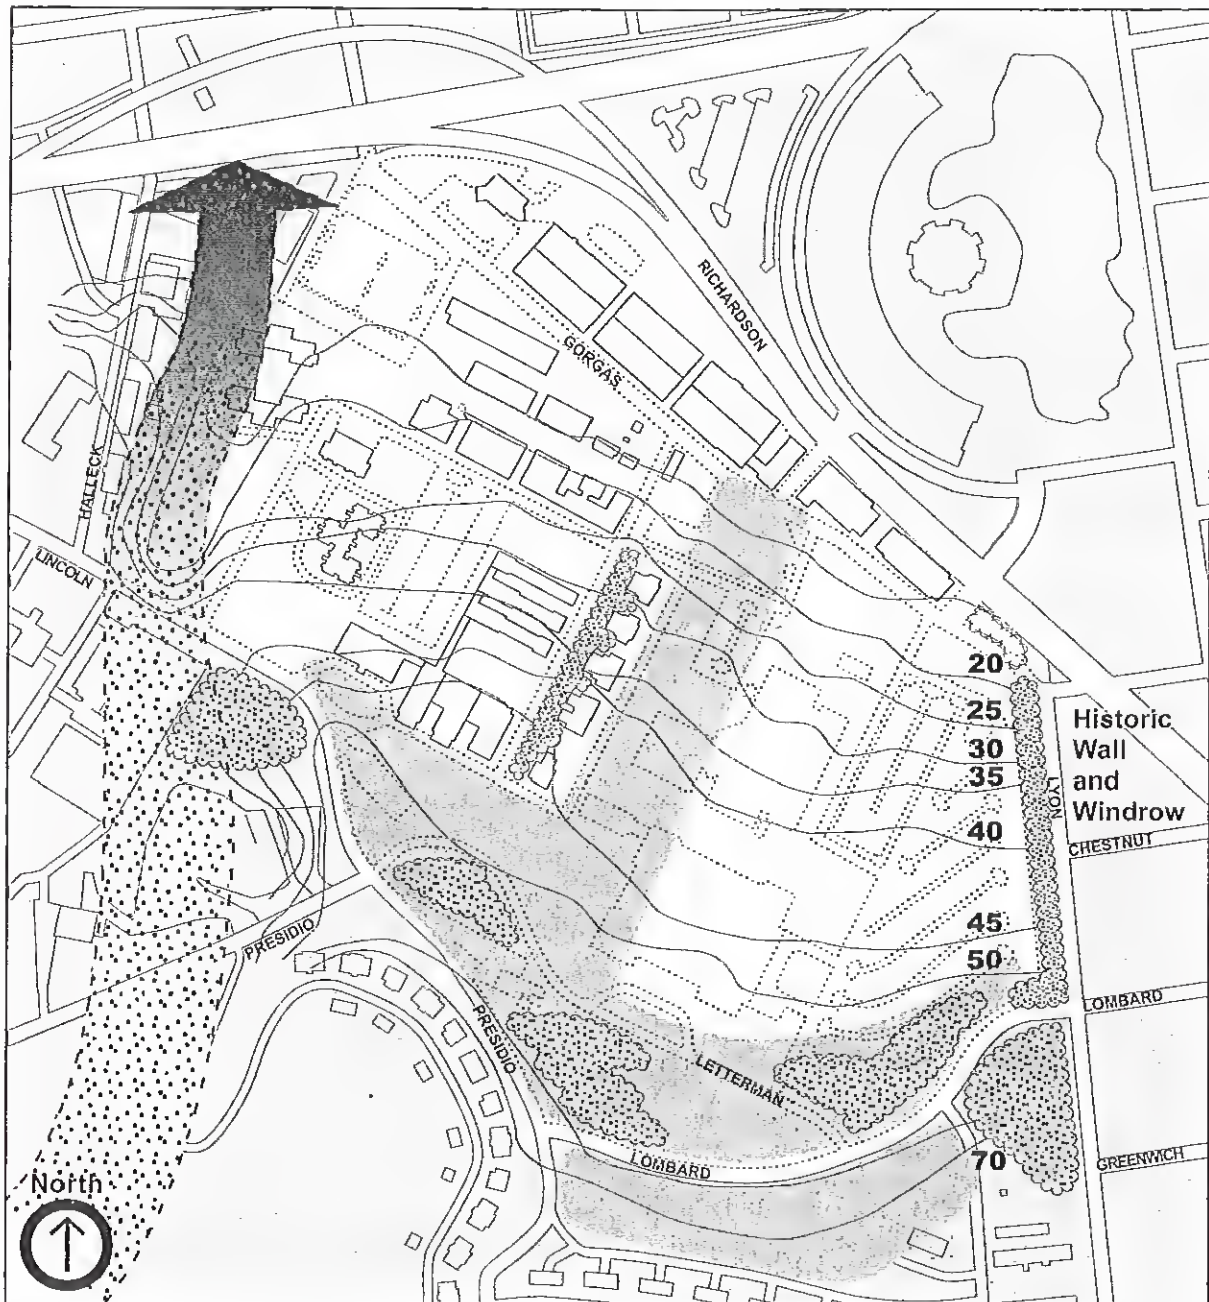 RICHARDSON
GORGAS
HALLECK
LINCOLN
20
25
30
35
40
45
50
70
Historic
Wall
and
Windrow
LYON
CHESTNUT
PRESIDIO
PRESIDIO
LETTERMAN
LOMBARD
LOMBARD
GREENWICH
North